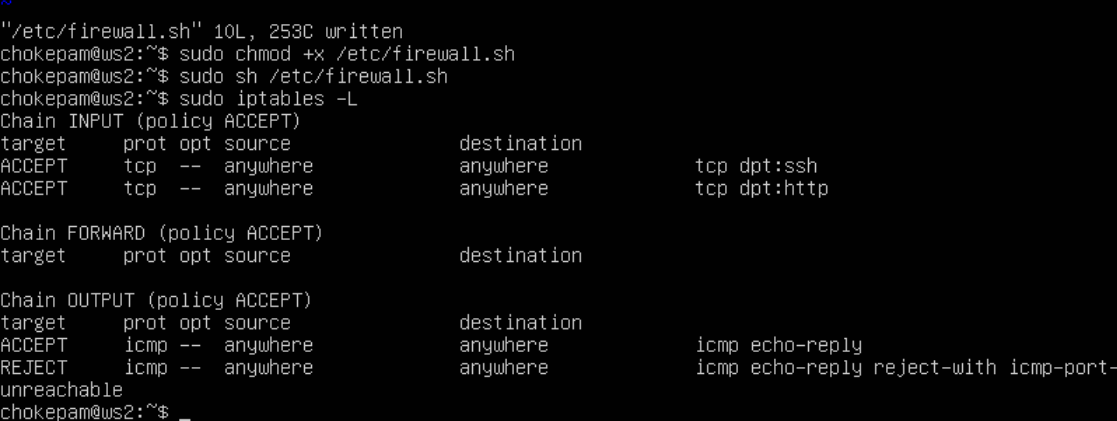 ~
"/etc/firewall.sh" 10L, 253C written
chokepam@ws2:~$ sudo chmod +x /etc/firewall.sh
chokepam@ws2:~$ sudo sh /etc/firewall.sh
chokepam@ws2:~$ sudo iptables -L
Chain INPUT (policy ACCEPT)
target     prot opt source               destination
ACCEPT     tcp  --  anywhere             anywhere             tcp dpt:ssh
ACCEPT     tcp  --  anywhere             anywhere             tcp dpt:http

Chain FORWARD (policy ACCEPT)
target     prot opt source               destination

Chain OUTPUT (policy ACCEPT)
target     prot opt source               destination
ACCEPT     icmp --  anywhere             anywhere             icmp echo-reply
REJECT     icmp --  anywhere             anywhere             icmp echo-reply reject-with icmp-port-
unreachable
chokepam@ws2:~$ _